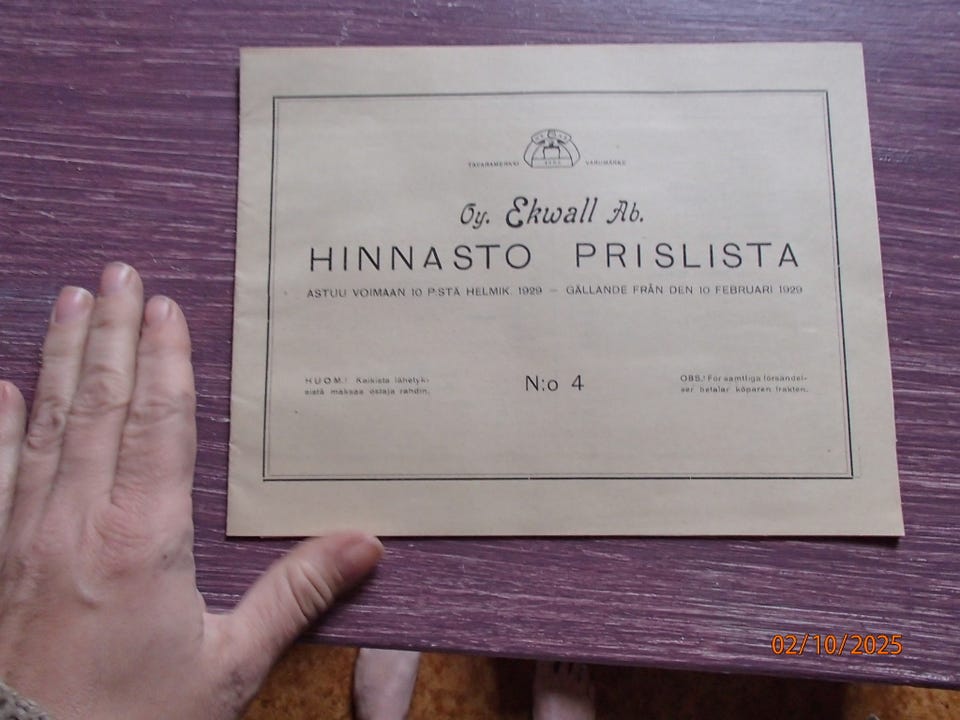 TAVARAMERKKI VARUMÄRKE
Oy. Ekwall Ab.
HINNASTO PRISLISTA
ASTUU VOIMAAN 10 P:STÄ HELMIK. 1929 — GÄLLANDE FRÅN DEN 10 FEBRUARI 1929
HUOM.! Kaikista lähetyk-
sistä maksaa ostaja rahdin.
N:o 4
OBS.! För samtliga försändel-
ser betalar köparen frakten.
02/10/2025